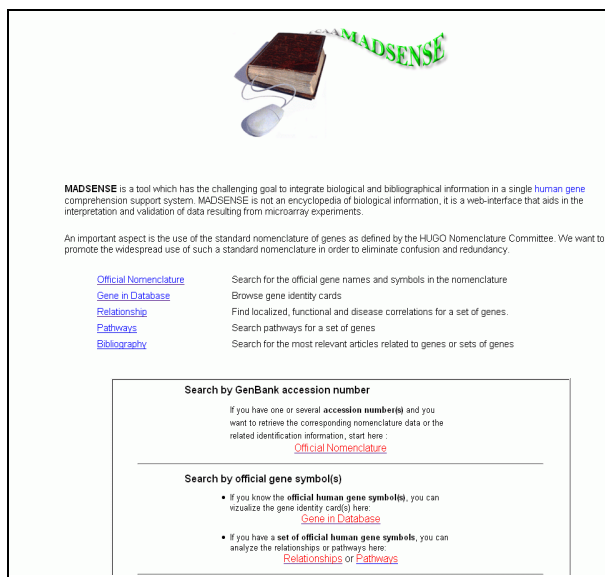 MADSENSE
MADSENSE is a tool which has the challenging goal to integrate biological and bibliographical information in a single human gene
comprehension support system. MADSENSE is not an encyclopedia of biological information, it is a web-interface that aids in the
interpretation and validation of data resulting from microarray experiments.
An important aspect is the use of the standard nomenclature of genes as defined by the HUGO Nomenclature Committee. We want to
promote the widespread use of such a standard nomenclature in order to eliminate confusion and redundancy.
Official Nomenclature Search for the official gene names and symbols in the nomenclature
Gene in Database Browse gene identity cards
Relationship Find localized, functional and disease correlations for a set of genes.
Pathways Search pathways for a set of genes
Bibliography Search for the most relevant articles related to genes or sets of genes
Search by GenBank accession number
If you have one or several accession number(s) and you
want to retrieve the corresponding nomenclature data or the
related identification information, start here :
Official Nomenclature
Search by official gene symbol(s)
• If you know the official human gene symbol(s), you can
vizualize the gene identity card(s) here:
Gene in Database
• If you have a set of official human gene symbols, you can
analyze the relationships or pathways here:
Relationships or Pathways